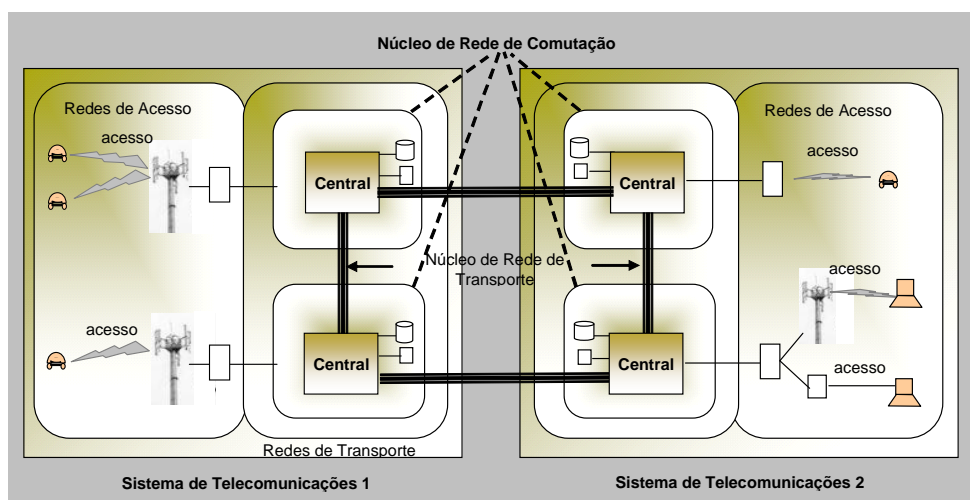 Núcleo de Rede de Comutação
Redes de Acesso
acesso
Central
Central
Redes de Acesso
acesso
Núcleo de Rede de
Transporte
acesso
acesso
Central
Central
acesso
Redes de Transporte
Sistema de Telecomunicações 1
Sistema de Telecomunicações 2